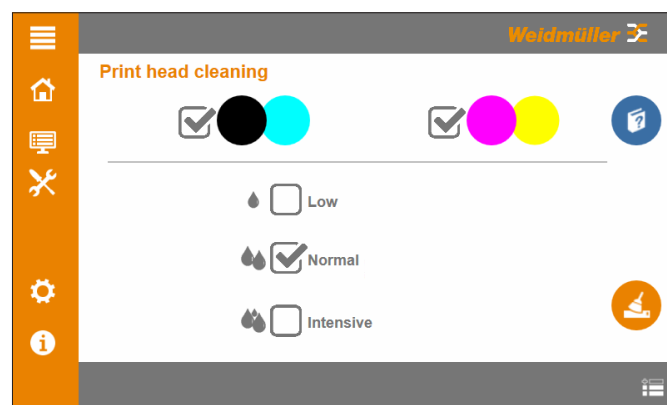 Weidmüller
Print head cleaning
?
Low
Normal
Intensive
i